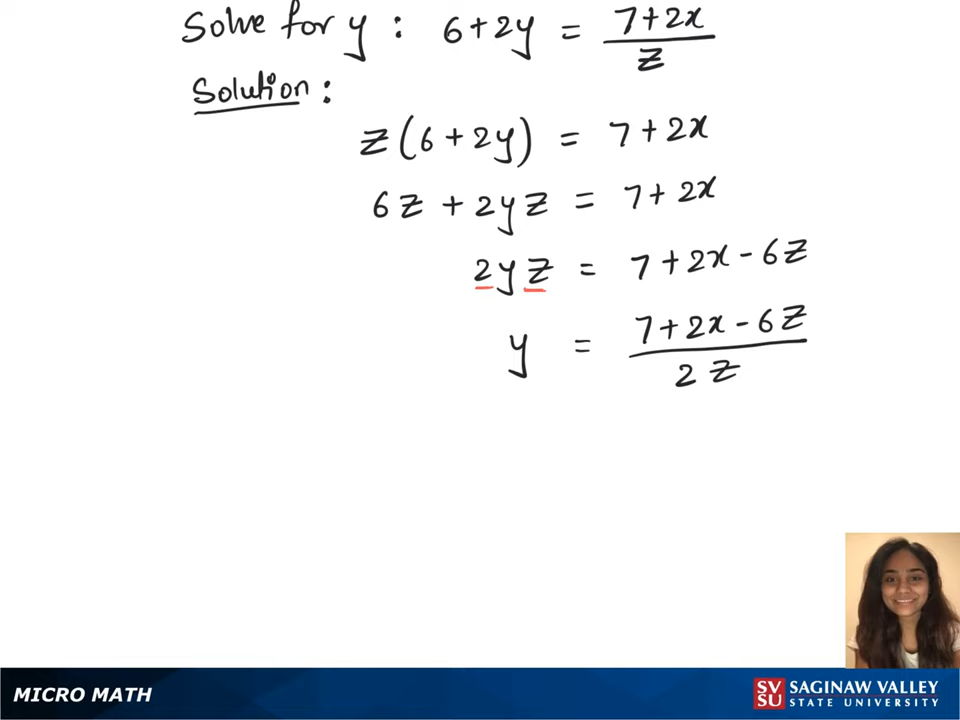 Solve for y : 6+2y = 7+2x / z
Solution :
z(6+2y) = 7+2x
6z + 2yz = 7+2x
2yz = 7+2x-6z
y = 7+2x-6z / 2z
MICRO MATH
SV SU SAGINAW VALLEY
STATE UNIVERSITY